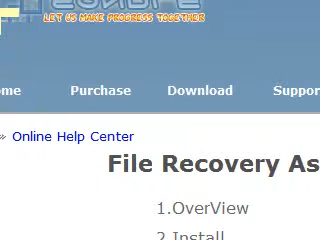 LET US MAKE PROGRESS TOGETHER
ome Purchase Download Suppor
» Online Help Center
File Recovery As
1.OverView
2.Install